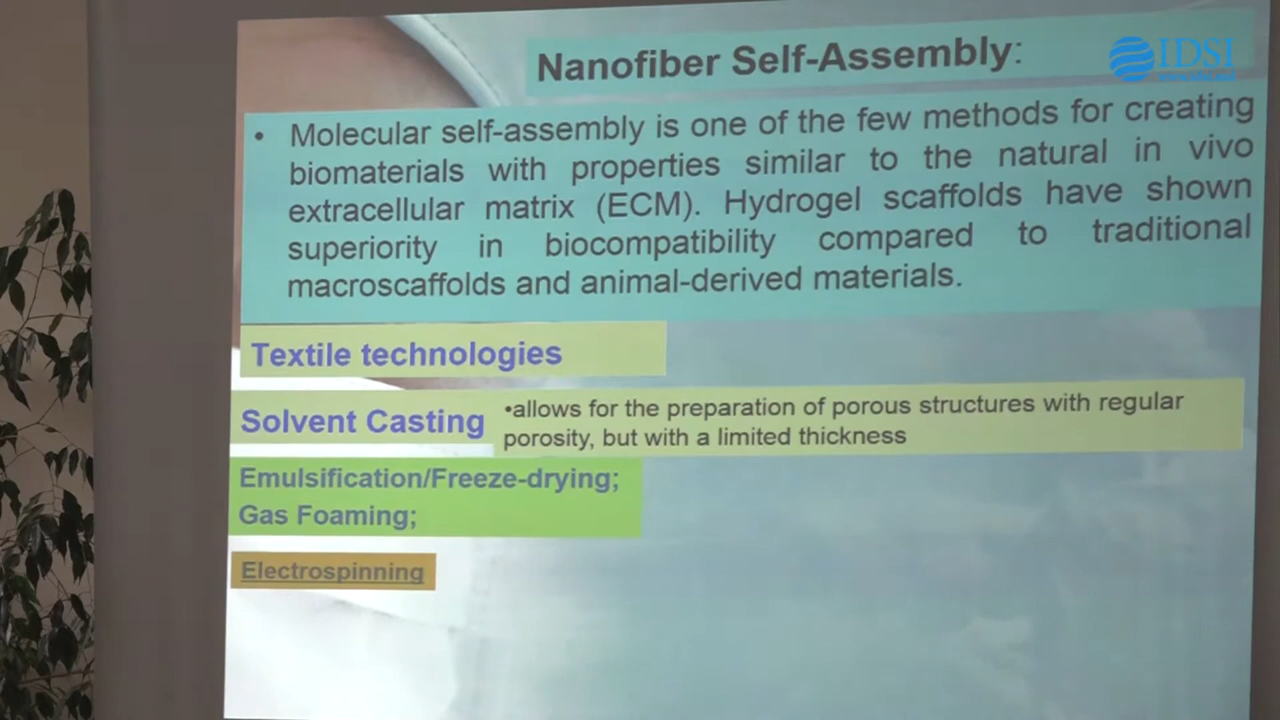 Nanofiber Self-Assembly:
IDSI
• Molecular self-assembly is one of the few methods for creating
biomaterials with properties similar to the natural in vivo
extracellular matrix (ECM). Hydrogel scaffolds have shown
superiority in biocompatibility compared to traditional
macroscaffolds and animal-derived materials.
Textile technologies
Solvent Casting
•allows for the preparation of porous structures with regular
porosity, but with a limited thickness
Emulsification/Freeze-drying;
Gas Foaming;
Electrospinning